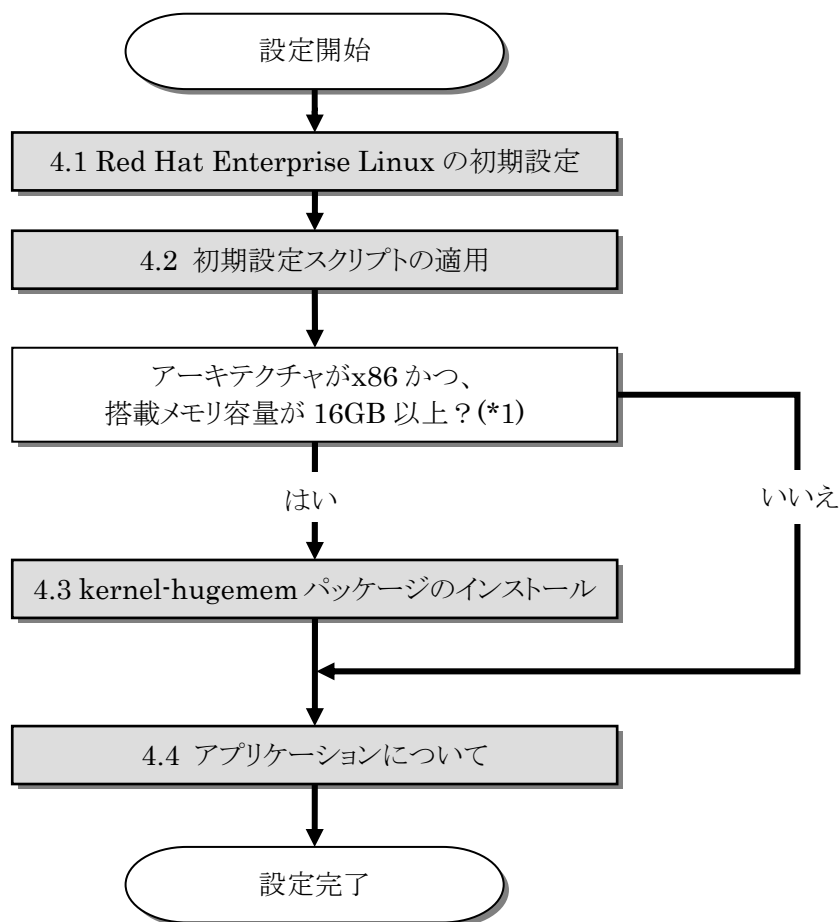 設定開始
4.1 Red Hat Enterprise Linux の初期設定
4.2 初期設定スクリプトの適用
アーキテクチャがx86 かつ、
搭載メモリ容量が 16GB 以上？(*1)
はい
いいえ
4.3 kernel-hugemem パッケージのインストール
4.4 アプリケーションについて
設定完了